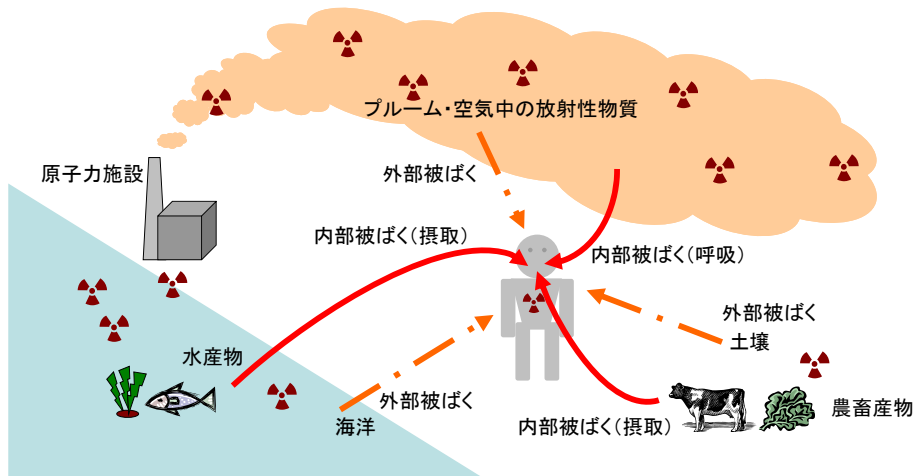 プルーム・空気中の放射性物質
原子力施設
外部被ばく
内部被ばく(摂取)
内部被ばく(呼吸)
外部被ばく
土壌
水産物
外部被ばく
海洋
農畜産物
内部被ばく(摂取)